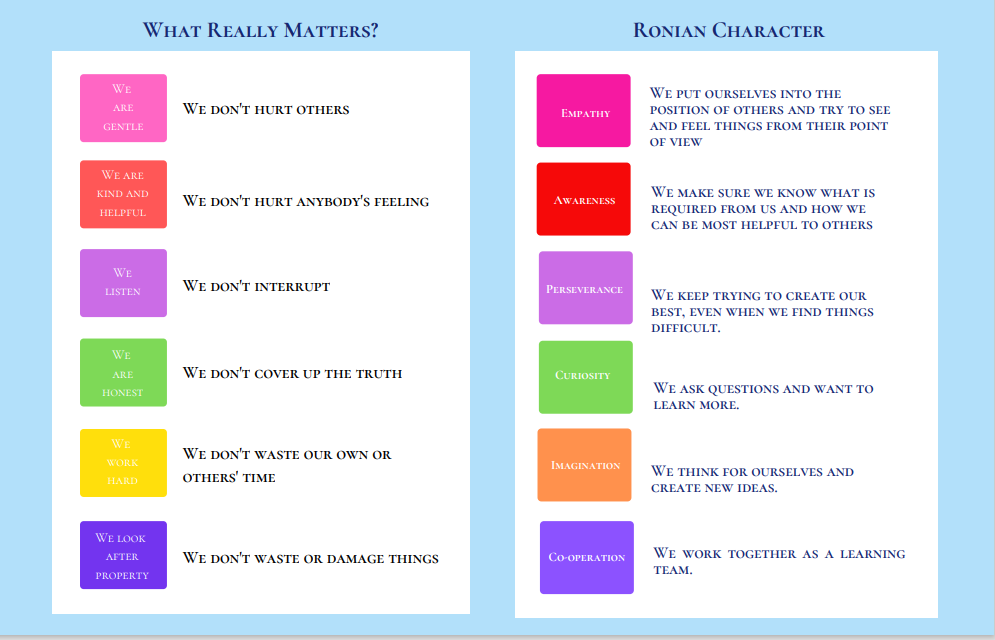 What Really Matters?
We
are
gentle
We don't hurt others
We are
kind and
helpful
We don't hurt anybody's feeling
We
listen
We don't interrupt
We
are
honest
We don't cover up the truth
We
work
hard
We don't waste our own or
others' time
We look
after
property
We don't waste or damage things
Ronian Character
Empathy
We put ourselves into the
position of others and try to see
and feel things from their point
of view
Awareness
We make sure we know what is
required from us and how we
can be most helpful to others
Perseverance
We keep trying to create our
best, even when we find things
difficult.
Curiosity
We ask questions and want to
learn more.
Imagination
We think for ourselves and
create new ideas.
Co-operation
We work together as a learning
team.